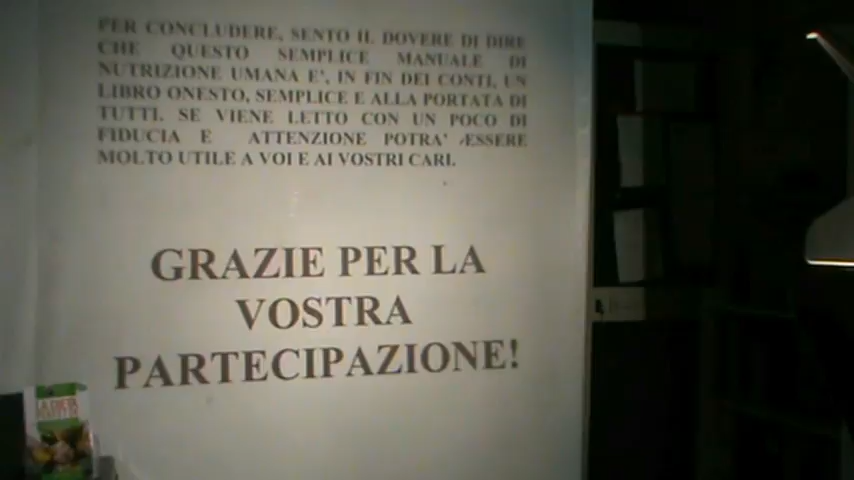 PER CONCLUDERE, SENTO IL DOVERE DI DIRE
CHE QUESTO SEMPLICE MANUALE DI
NUTRIZIONE UMANA E', IN FIN DEI CONTI, UN
LIBRO ONESTO, SEMPLICE E ALLA PORTATA DI
TUTTI. SE VIENE LETTO CON UN POCO DI
FIDUCIA E ATTENZIONE POTRA' ESSERE
MOLTO UTILE A VOI E AI VOSTRI CARI.
GRAZIE PER LA
VOSTRA
PARTECIPAZIONE!